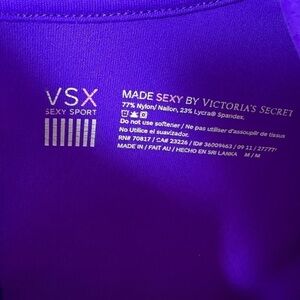 VSX
SEXY SPORT
MADE SEXY BY VICTORIA'S SECRET
77% Nylon/ Nailon, 23% Lycra® Spandex.
Do not use softener / Ne pas utiliser d'assouplir de tissus
No Utilice el suavizador.
RN# 70817 / CA# 23226 / ID# 36009463 / 09 11 / 27777
MADE IN / FAIT AU / HECHO EN SRI LANKA M / M